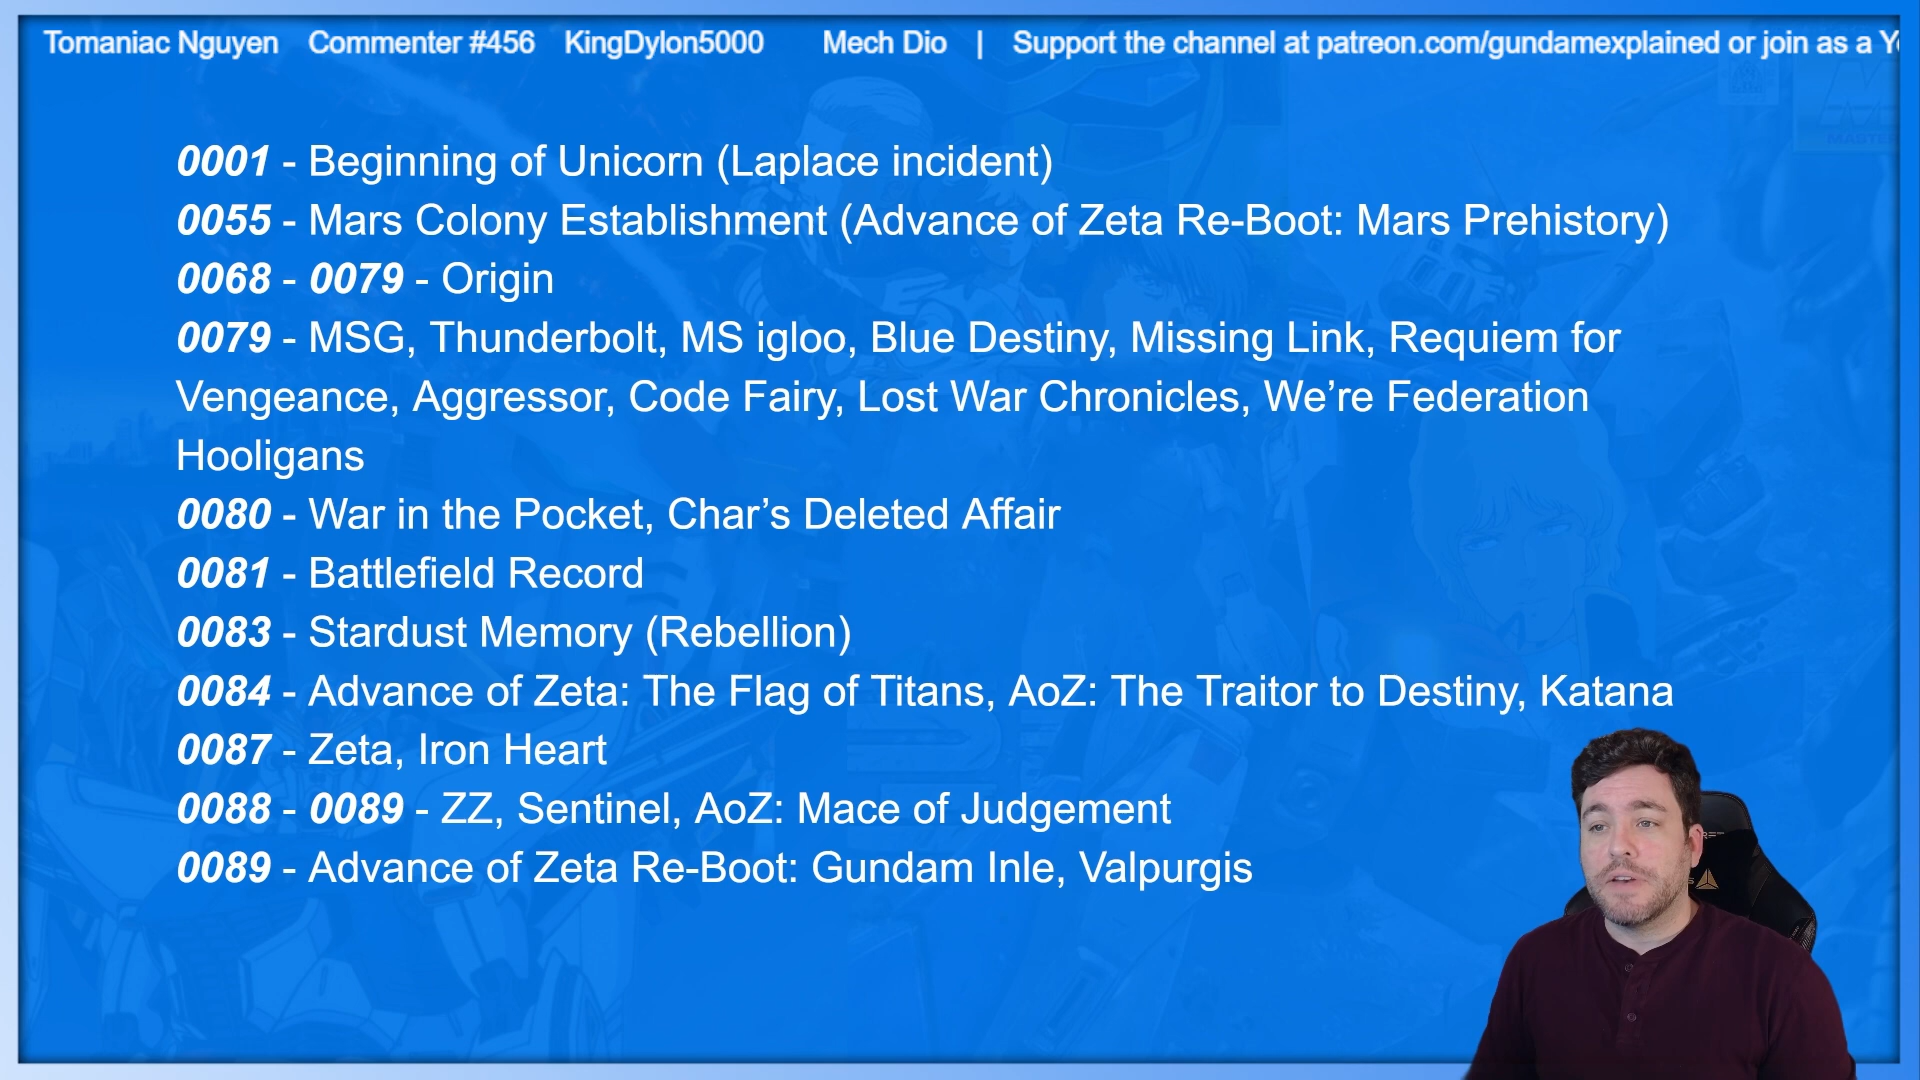 Tomaniac Nguyen Commenter #456 KingDylon5000 Mech Dio | Support the channel at patreon.com/gundamexplained or join as a
0001 - Beginning of Unicorn (Laplace incident)
0055 - Mars Colony Establishment (Advance of Zeta Re-Boot: Mars Prehistory)
0068 - 0079 - Origin
0079 - MSG, Thunderbolt, MS igloo, Blue Destiny, Missing Link, Requiem for
Vengeance, Aggressor, Code Fairy, Lost War Chronicles, We’re Federation
Hooligans
0080 - War in the Pocket, Char’s Deleted Affair
0081 - Battlefield Record
0083 - Stardust Memory (Rebellion)
0084 - Advance of Zeta: The Flag of Titans, AoZ: The Traitor to Destiny, Katana
0087 - Zeta, Iron Heart
0088 - 0089 - ZZ, Sentinel, AoZ: Mace of Judgement
0089 - Advance of Zeta Re-Boot: Gundam Inle, Valpurgis